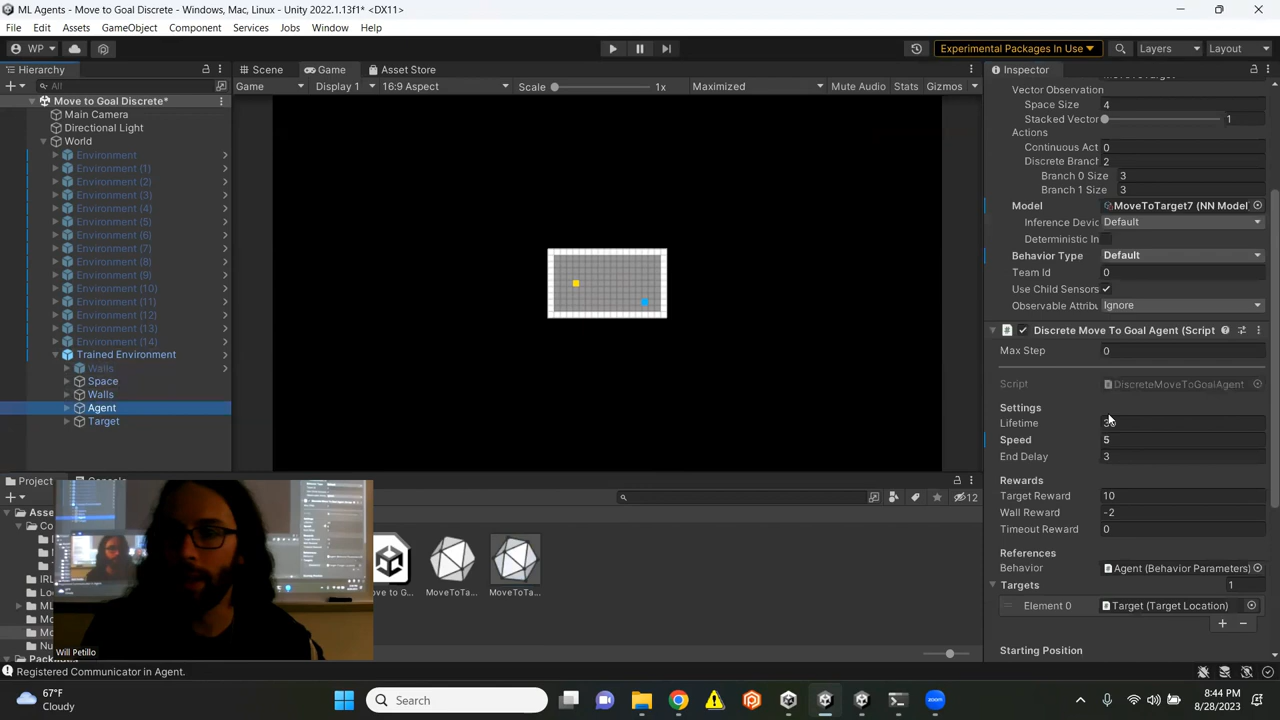 ML Agents - Move to Goal Discrete - Windows, Mac, Linux - Unity 2022.1.13f1* <DX11>
File Edit Assets GameObject Component Services Jobs Window Help
WP Experimental Packages In Use Layers Layout
Hierarchy Scene Game Asset Store Inspector
All Game Display 1 16:9 Aspect Scale 1x Maximized Mute Audio Stats Gizmos
Move to Goal Discrete*
Main Camera
Directional Light
World
Environment
Environment (1)
Environment (2)
Environment (3)
Environment (4)
Environment (5)
Environment (6)
Environment (7)
Environment (8)
Environment (9)
Environment (10)
Environment (11)
Environment (12)
Environment (13)
Environment (14)
Trained Environment
Walls
Space
Walls
Agent
Target
Vector Observation
Space Size 4
Stacked Vector 1
Actions
Continuous Act 0
Discrete Branch 2
Branch 0 Size 3
Branch 1 Size 3
Model MoveToTarget7 (NN Model
Inference Devic Default
Deterministic In
Behavior Type Default
Team Id 0
Use Child Sensors
Observable Attribu Ignore
Discrete Move To Goal Agent (Script
Max Step 0
Script DiscreteMoveToGoalAgent
Settings
Lifetime
Speed 5
End Delay 3
Rewards
Target Reward 10
Wall Reward -2
Timeout Reward 0
References
Behavior Agent (Behavior Parameters)
Targets 1
Element 0 Target (Target Location)
Starting Position
Project
12
Asse
Co
IRL
Lo
ML
Mo
Mo
Nu
Packages
Move to G...
MoveToTa...
MoveToTa...
Will Petillo
Registered Communicator in Agent.
67°F
Cloudy
Search
8:44 PM
8/28/2023